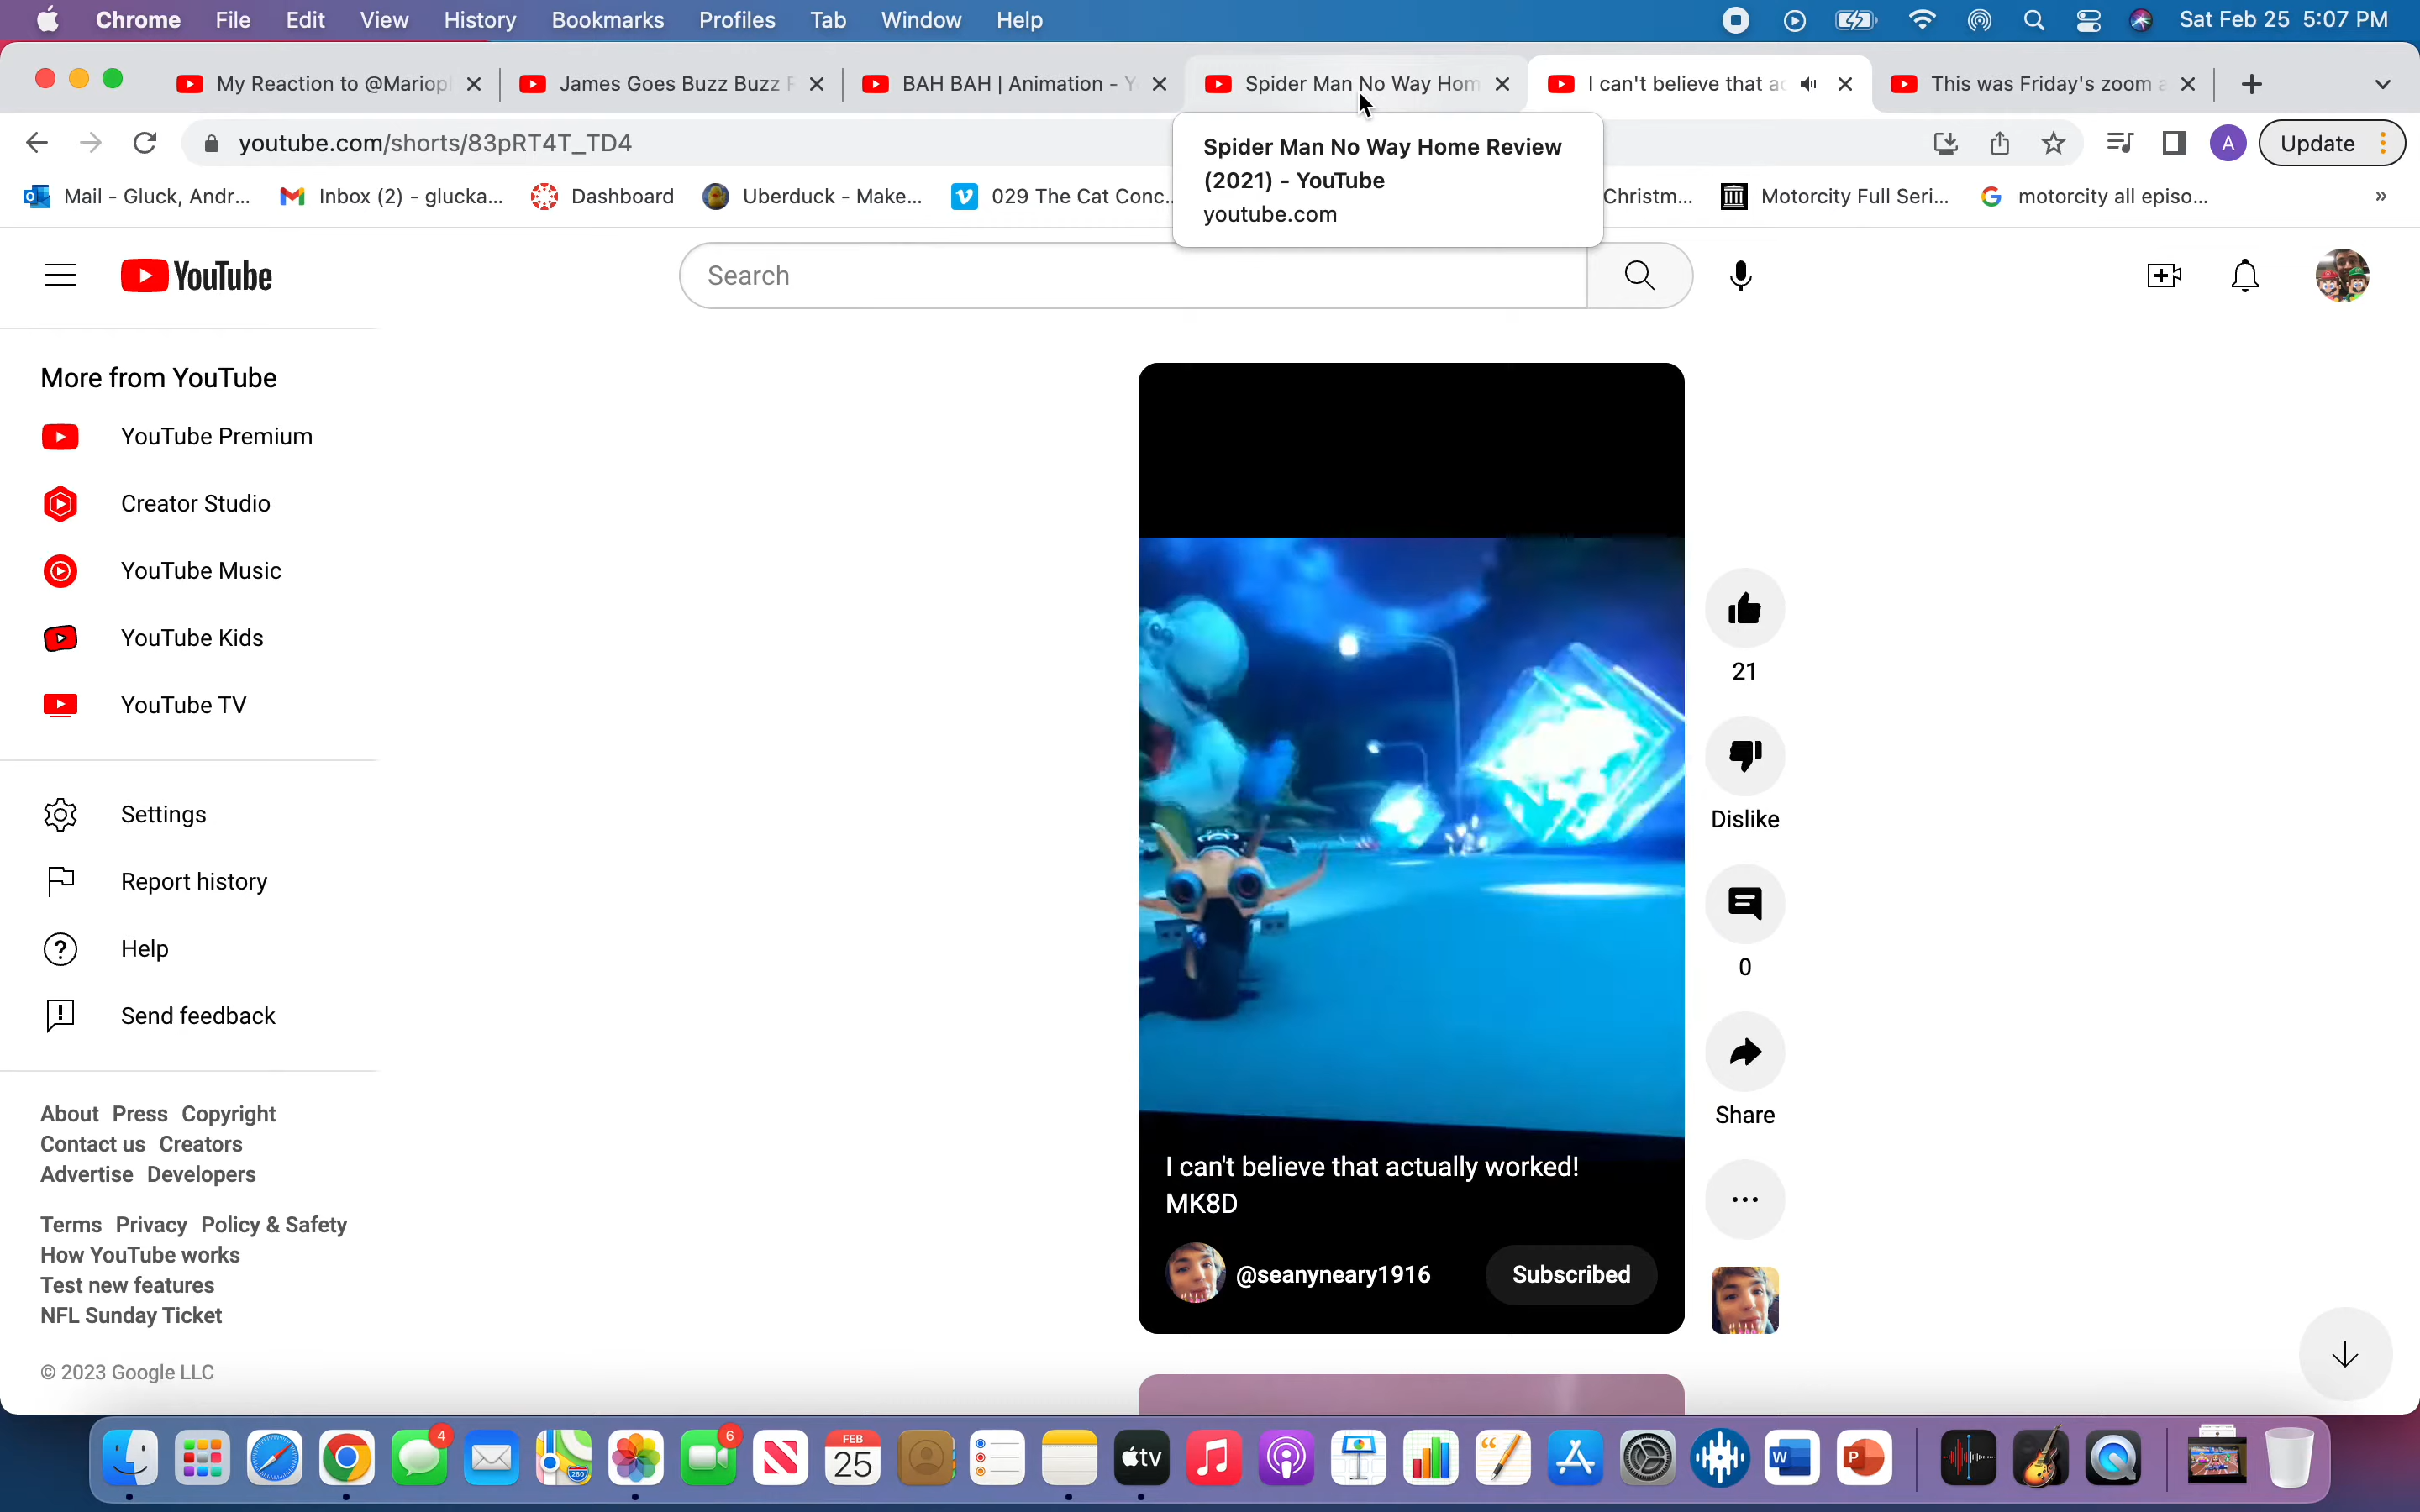 Chrome File Edit View History Bookmarks Profiles Tab Window Help Sat Feb 25 5:07 PM
My Reaction to @Mariopl James Goes Buzz Buzz BAH BAH | Animation - Y Spider Man No Way Hom I can't believe that ac This was Friday's zoom
youtube.com/shorts/83pRT4T_TD4 A Update
Mail - Gluck, Andr... Inbox (2) - glucka... Dashboard Uberduck - Make... 029 The Cat Conc... Christm... Motorcity Full Seri... motorcity all episo... »
Spider Man No Way Home Review
(2021) - YouTube
youtube.com
YouTube Search
More from YouTube
YouTube Premium
Creator Studio
YouTube Music
YouTube Kids
YouTube TV
Settings
Report history
Help
Send feedback
About Press Copyright
Contact us Creators
Advertise Developers
Terms Privacy Policy & Safety
How YouTube works
Test new features
NFL Sunday Ticket
© 2023 Google LLC
21
Dislike
0
Share
I can't believe that actually worked!
MK8D
@seanyneary1916 Subscribed
4 280 6 FEB 25 tv W P